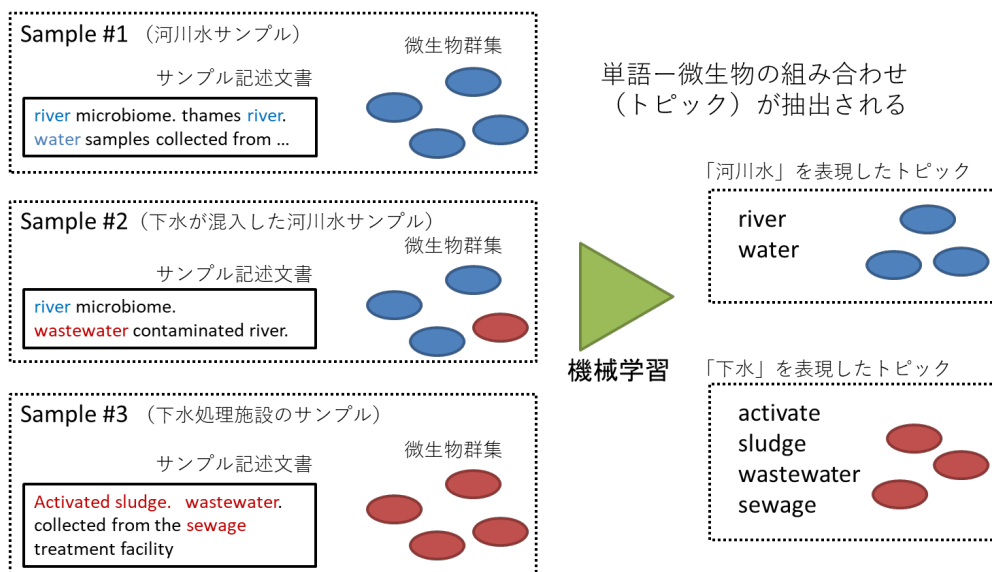 Sample #1 （河川水サンプル）
微生物群集
サンプル記述文書
river microbiome. thames river.
water samples collected from ...
Sample #2（下水が混入した河川水サンプル）
微生物群集
サンプル記述文書
river microbiome.
wastewater contaminated river.
Sample #3 （下水処理施設のサンプル）
微生物群集
サンプル記述文書
Activated sludge. wastewater.
collected from the sewage
treatment facility
機械学習
単語ー微生物の組み合わせ
（トピック）が抽出される
「河川水」を表現したトピック
river
water
「下水」を表現したトピック
activate
sludge
wastewater
sewage